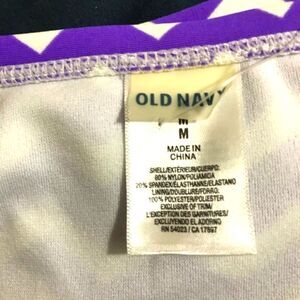 OLD NAVY
M
M
MADE IN
CHINA
SHELL/EXTÉRIEUR/CUERPO:
80% NYLON/POLIAMIDA
20% SPANDEX/ELASTHANNE/ELASTANO
LINING/DOUBLURE/FORRO:
100% POLYESTER/POLIÉSTER
EXCLUSIVE OF TRIM/
L'EXCEPTION DES GARNITURES/
EXCLUYENDO EL ADORNO
RN 54023 / CA 17897